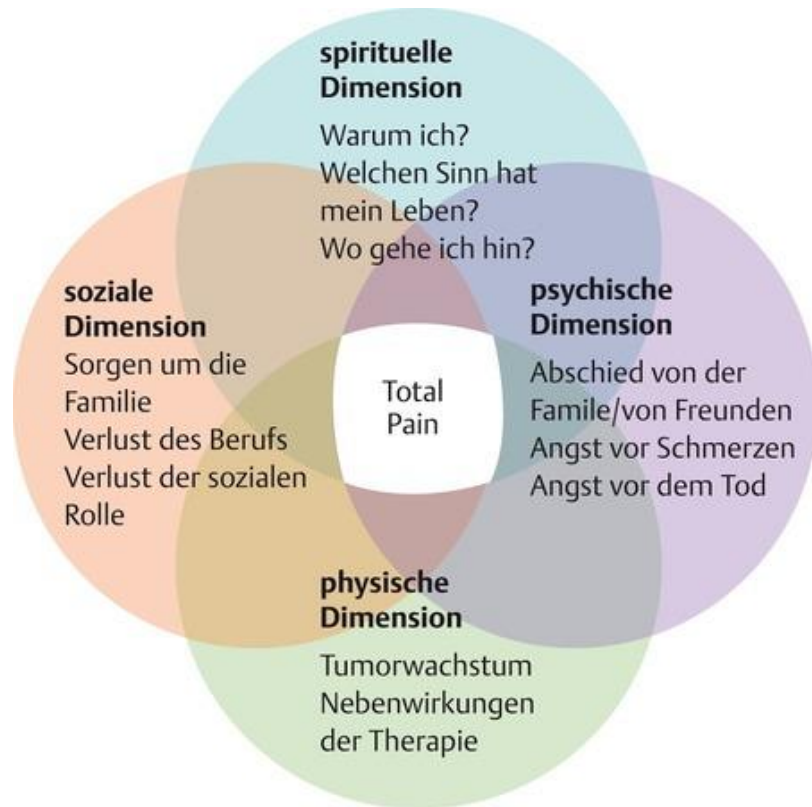 spirituelle
Dimension
Warum ich?
Welchen Sinn hat
mein Leben?
Wo gehe ich hin?
soziale
Dimension
Sorgen um die
Familie
Verlust des Berufs
Verlust der sozialen
Rolle
Total
Pain
psychische
Dimension
Abschied von der
Famile/von Freunden
Angst vor Schmerzen
Angst vor dem Tod
physische
Dimension
Tumorwachstum
Nebenwirkungen
der Therapie